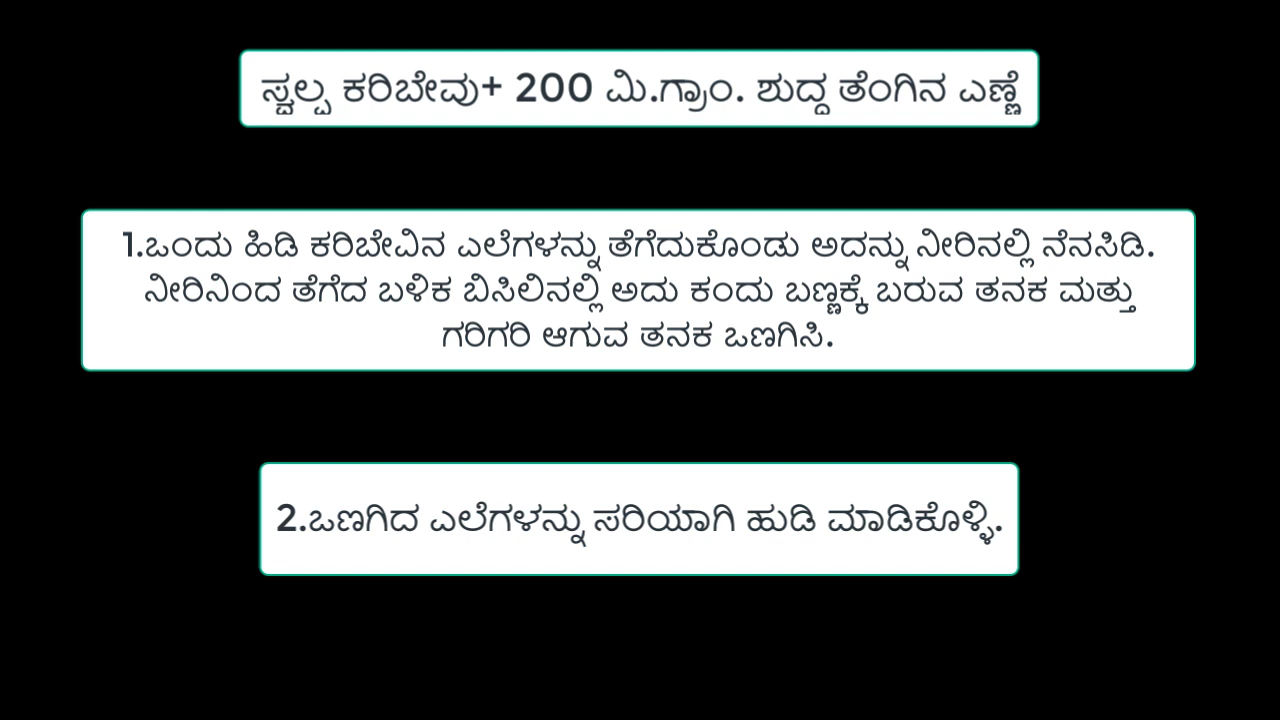 ಸ್ವಲ್ಪ ಕರಿಬೇವು+ 200 ಮಿ.ಗ್ರಾಂ. ಶುದ್ದ ತೆಂಗಿನ ಎಣ್ಣೆ
1.ಒಂದು ಹಿಡಿ ಕರಿಬೇವಿನ ಎಲೆಗಳನ್ನು ತೆಗೆದುಕೊಂಡು ಅದನ್ನು ನೀರಿನಲ್ಲಿ ನೆನಸಿಡಿ.
ನೀರಿನಿಂದ ತೆಗೆದ ಬಳಿಕ ಬಿಸಿಲಿನಲ್ಲಿ ಅದು ಕಂದು ಬಣ್ಣಕ್ಕೆ ಬರುವ ತನಕ ಮತ್ತು
ಗರಿಗರಿ ಆಗುವ ತನಕ ಒಣಗಿಸಿ.
2.ಒಣಗಿದ ಎಲೆಗಳನ್ನು ಸರಿಯಾಗಿ ಹುಡಿ ಮಾಡಿಕೊಳ್ಳಿ.